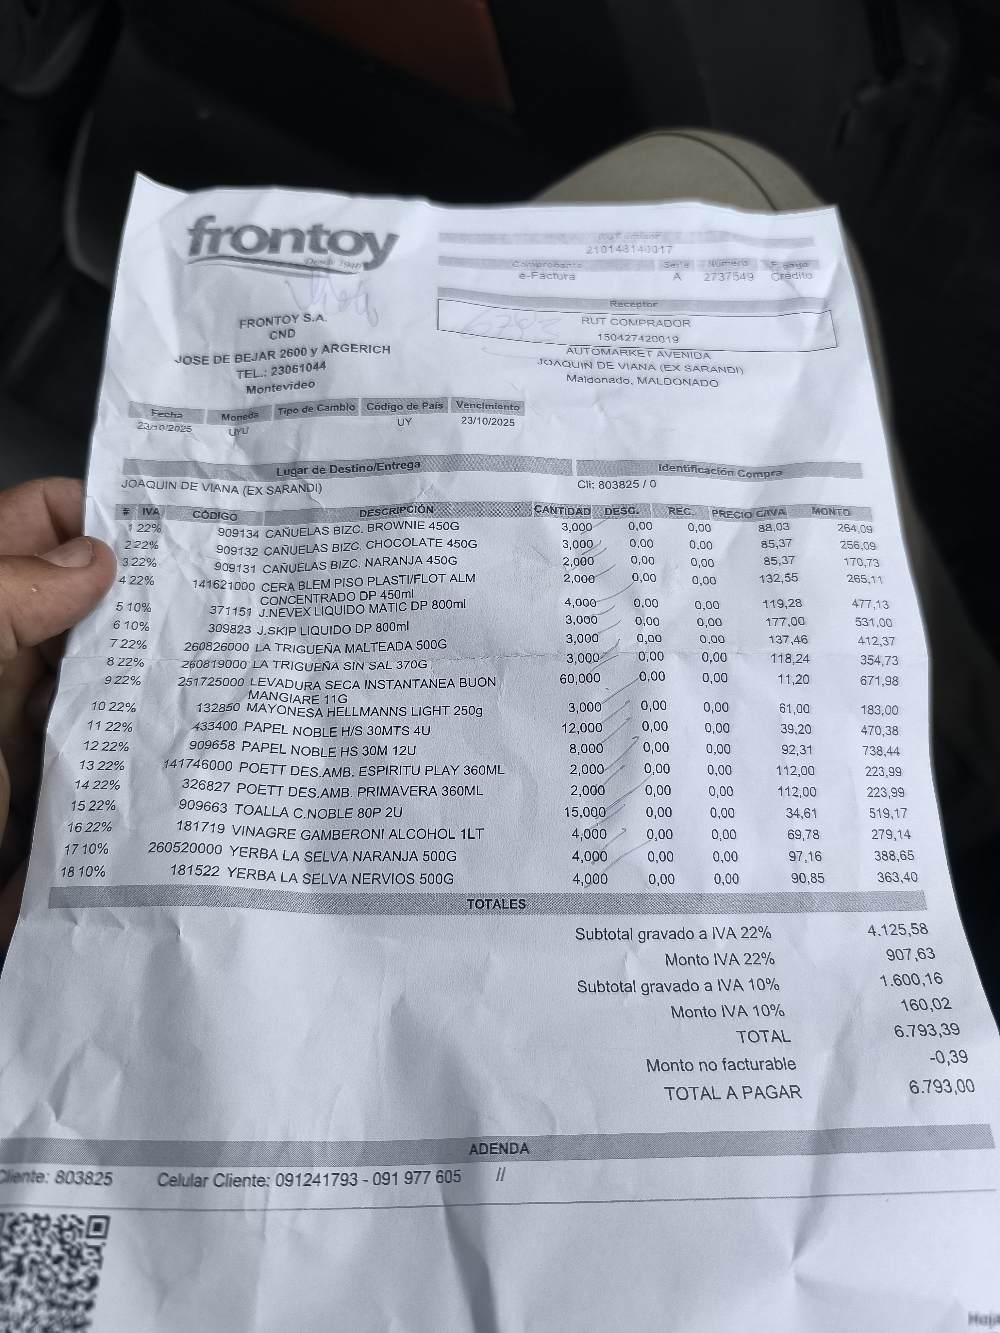 frontoy
Desde 1946
FRONTOY S.A.
CND
JOSE DE BEJAR 2600 y ARGERICH
TEL.: 23061044
Montevideo
RUT Emisor
210143140017
Comprobante Serie Número F. pago
e-Factura A 2737549 Crédito
Receptor
RUT COMPRADOR
150427420019
AUTOMARKET AVENIDA
JOAQUIN DE VIANA (EX SARANDI)
Maldonado, MALDONADO
Fecha Moneda Tipo de Cambio Código de País Vencimiento
23/10/2025 UYU UY 23/10/2025
Lugar de Destino/Entrega Identificación Compra
JOAQUIN DE VIANA (EX SARANDI) Cli: 803825 / 0
# IVA CÓDIGO DESCRIPCIÓN CANTIDAD DESC. REC. PRECIO C/IVA MONTO
1 22% 909134 CAÑUELAS BIZC. BROWNIE 450G 3,000 0,00 0,00 88,03 264,09
2 22% 909132 CAÑUELAS BIZC. CHOCOLATE 450G 3,000 0,00 0,00 85,37 256,09
3 22% 909131 CAÑUELAS BIZC. NARANJA 450G 2,000 0,00 0,00 85,37 170,73
4 22% 141621000 CERA BLEM PISO PLASTI/FLOT ALM 2,000 0,00 0,00 132,55 265,11
CONCENTRADO DP 450ml
5 10% 371151 J.NEVEX LIQUIDO MATIC DP 800ml 4,000 0,00 0,00 119,28 477,13
6 10% 309823 J.SKIP LIQUIDO DP 800ml 3,000 0,00 0,00 177,00 531,00
7 22% 260826000 LA TRIGUEÑA MALTEADA 500G 3,000 0,00 0,00 137,46 412,37
8 22% 260819000 LA TRIGUEÑA SIN SAL 370G 3,000 0,00 0,00 118,24 354,73
9 22% 251725000 LEVADURA SECA INSTANTANEA BUON 60,000 0,00 0,00 11,20 671,98
MANGIARE 11G
10 22% 132850 MAYONESA HELLMANNS LIGHT 250g 3,000 0,00 0,00 61,00 183,00
11 22% 433400 PAPEL NOBLE H/S 30MTS 4U 12,000 0,00 0,00 39,20 470,38
12 22% 909658 PAPEL NOBLE HS 30M 12U 8,000 0,00 0,00 92,31 738,44
13 22% 141746000 POETT DES.AMB. ESPIRITU PLAY 360ML 2,000 0,00 0,00 112,00 223,99
14 22% 326827 POETT DES.AMB. PRIMAVERA 360ML 2,000 0,00 0,00 112,00 223,99
15 22% 909663 TOALLA C.NOBLE 80P 2U 15,000 0,00 0,00 34,61 519,17
16 22% 181719 VINAGRE GAMBERONI ALCOHOL 1LT 4,000 0,00 0,00 69,78 279,14
17 10% 260520000 YERBA LA SELVA NARANJA 500G 4,000 0,00 0,00 97,16 388,65
18 10% 181522 YERBA LA SELVA NERVIOS 500G 4,000 0,00 0,00 90,85 363,40
TOTALES
Subtotal gravado a IVA 22% 4.125,58
Monto IVA 22% 907,63
Subtotal gravado a IVA 10% 1.600,16
Monto IVA 10% 160,02
TOTAL 6.793,39
Monto no facturable -0,39
TOTAL A PAGAR 6.793,00
ADENDA
Cliente: 803825 Celular Cliente: 091241793 - 091 977 605 //
Hoja